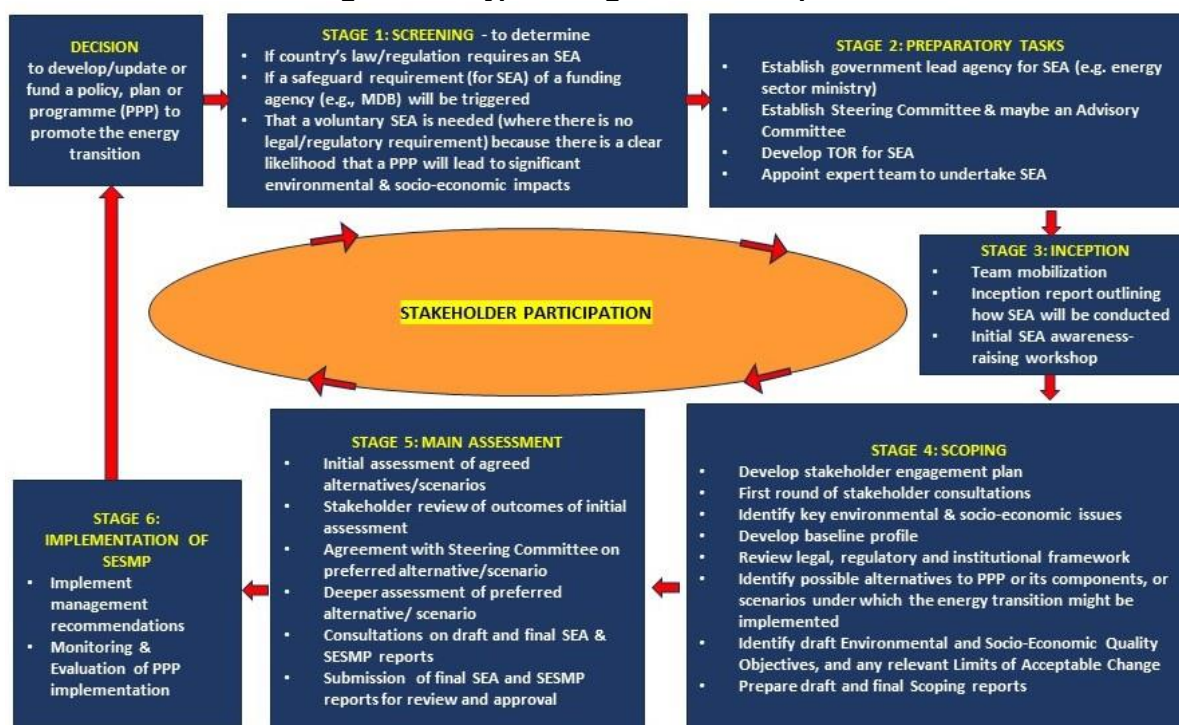 DECISION
to develop/update or
fund a policy, plan or
programme (PPP) to
promote the energy
transition
STAGE 1: SCREENING - to determine
• If country's law/regulation requires an SEA
• If a safeguard requirement (for SEA) of a funding
agency (e.g., MDB) will be triggered
• That a voluntary SEA is needed (where there is no
legal/regulatory requirement) because there is a clear
likelihood that a PPP will lead to significant
environmental & socio-economic impacts
STAGE 2: PREPARATORY TASKS
• Establish government lead agency for SEA (e.g. energy
sector ministry)
• Establish Steering Committee & maybe an Advisory
Committee
• Develop TOR for SEA
• Appoint expert team to undertake SEA
STAGE 3: INCEPTION
• Team mobilization
• Inception report outlining
how SEA will be conducted
• Initial SEA awareness-
raising workshop
STAKEHOLDER PARTICIPATION
STAGE 4: SCOPING
• Develop stakeholder engagement plan
• First round of stakeholder consultations
• Identify key environmental & socio-economic issues
• Develop baseline profile
• Review legal, regulatory and institutional framework
• Identify possible alternatives to PPP or its components, or
scenarios under which the energy transition might be
implemented
• Identify draft Environmental and Socio-Economic Quality
Objectives, and any relevant Limits of Acceptable Change
• Prepare draft and final Scoping reports
STAGE 5: MAIN ASSESSMENT
• Initial assessment of agreed
alternatives/scenarios
• Stakeholder review of outcomes of initial
assessment
• Agreement with Steering Committee on
preferred alternative/scenario
• Deeper assessment of preferred
alternative/ scenario
• Consultations on draft and final SEA &
SESMP reports
• Submission of final SEA and SESMP
reports for review and approval
STAGE 6:
IMPLEMENTATION OF
SESMP
• Implement
management
recommendations
• Monitoring &
Evaluation of PPP
implementation